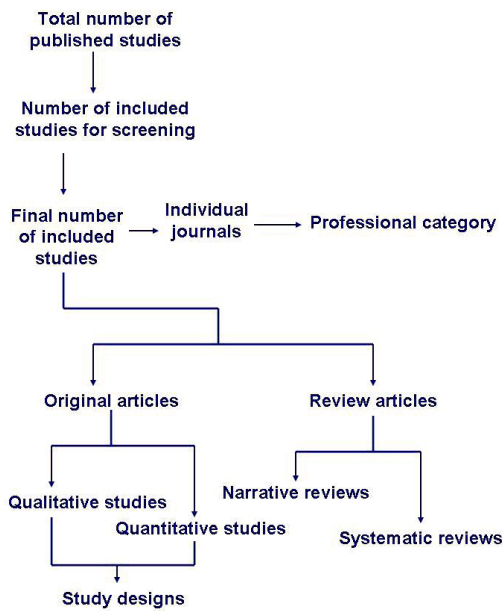 Total number of
published studies
Number of included
studies for screening
Final number
of included
studies
Individual
journals
Professional category
Original articles
Review articles
Qualitative studies
Quantitative studies
Narrative reviews
Systematic reviews
Study designs